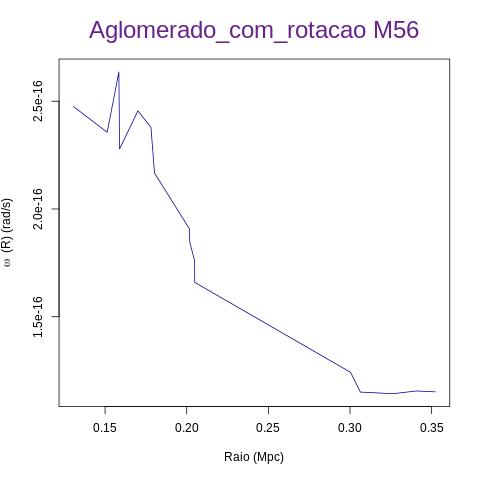 Aglomerado_com_rotacao M56
2.5e-16
2.0e-16
1.5e-16
ω (R) (rad/s)
0.15 0.20 0.25 0.30 0.35
Raio (Mpc)